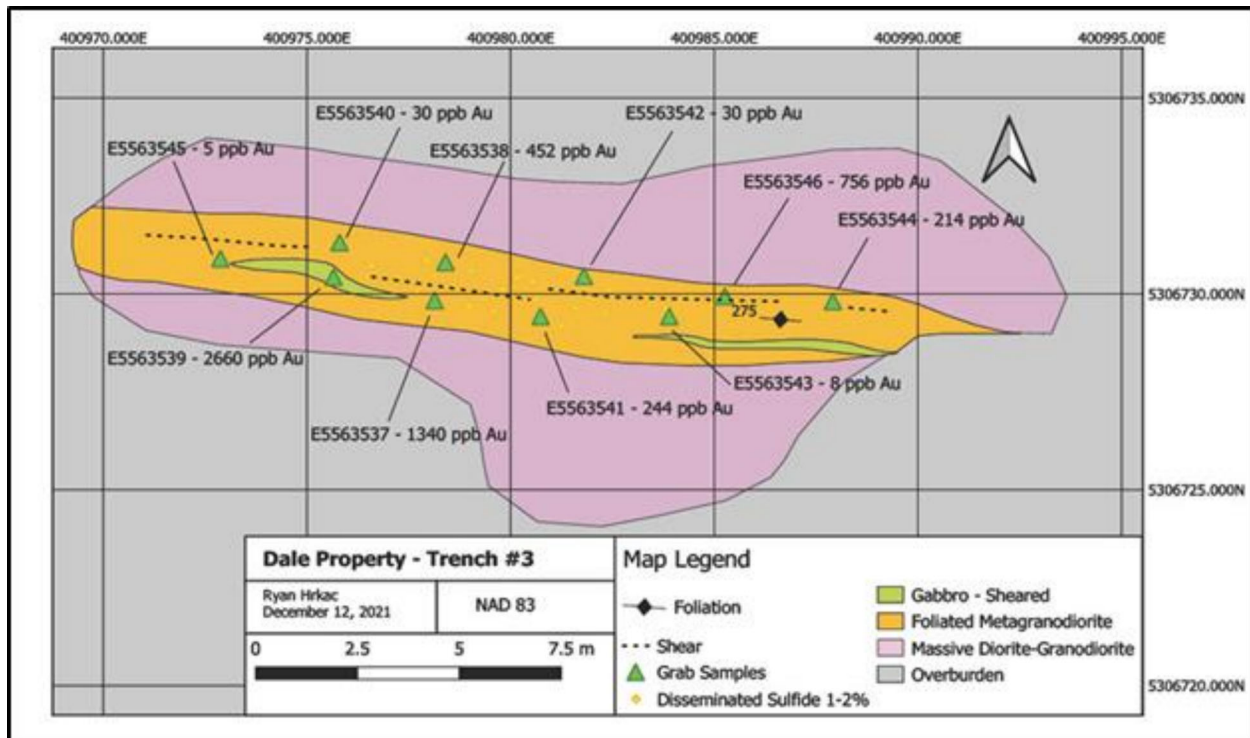 400970.000E 400975.000E 400980.000E 400985.000E 400990.000E 400995.000E
5306735.000N
E5563540 - 30 ppb Au
E5563542 - 30 ppb Au
E5563545 - 5 ppb Au
E5563538 - 452 ppb Au
E5563546 - 756 ppb Au
E5563544 - 214 ppb Au
5306730.000N
275
E5563539 - 2660 ppb Au
E5563543 - 8 ppb Au
E5563541 - 244 ppb Au
E5563537 - 1340 ppb Au
5306725.000N
Dale Property - Trench #3
Ryan Hrkac
December 12, 2021
NAD 83
0 2.5 5 7.5 m
Map Legend
Foliation
Shear
Grab Samples
Disseminated Sulfide 1-2%
Gabbro - Sheared
Foliated Metagranodiorite
Massive Diorite-Granodiorite
Overburden
5306720.000N